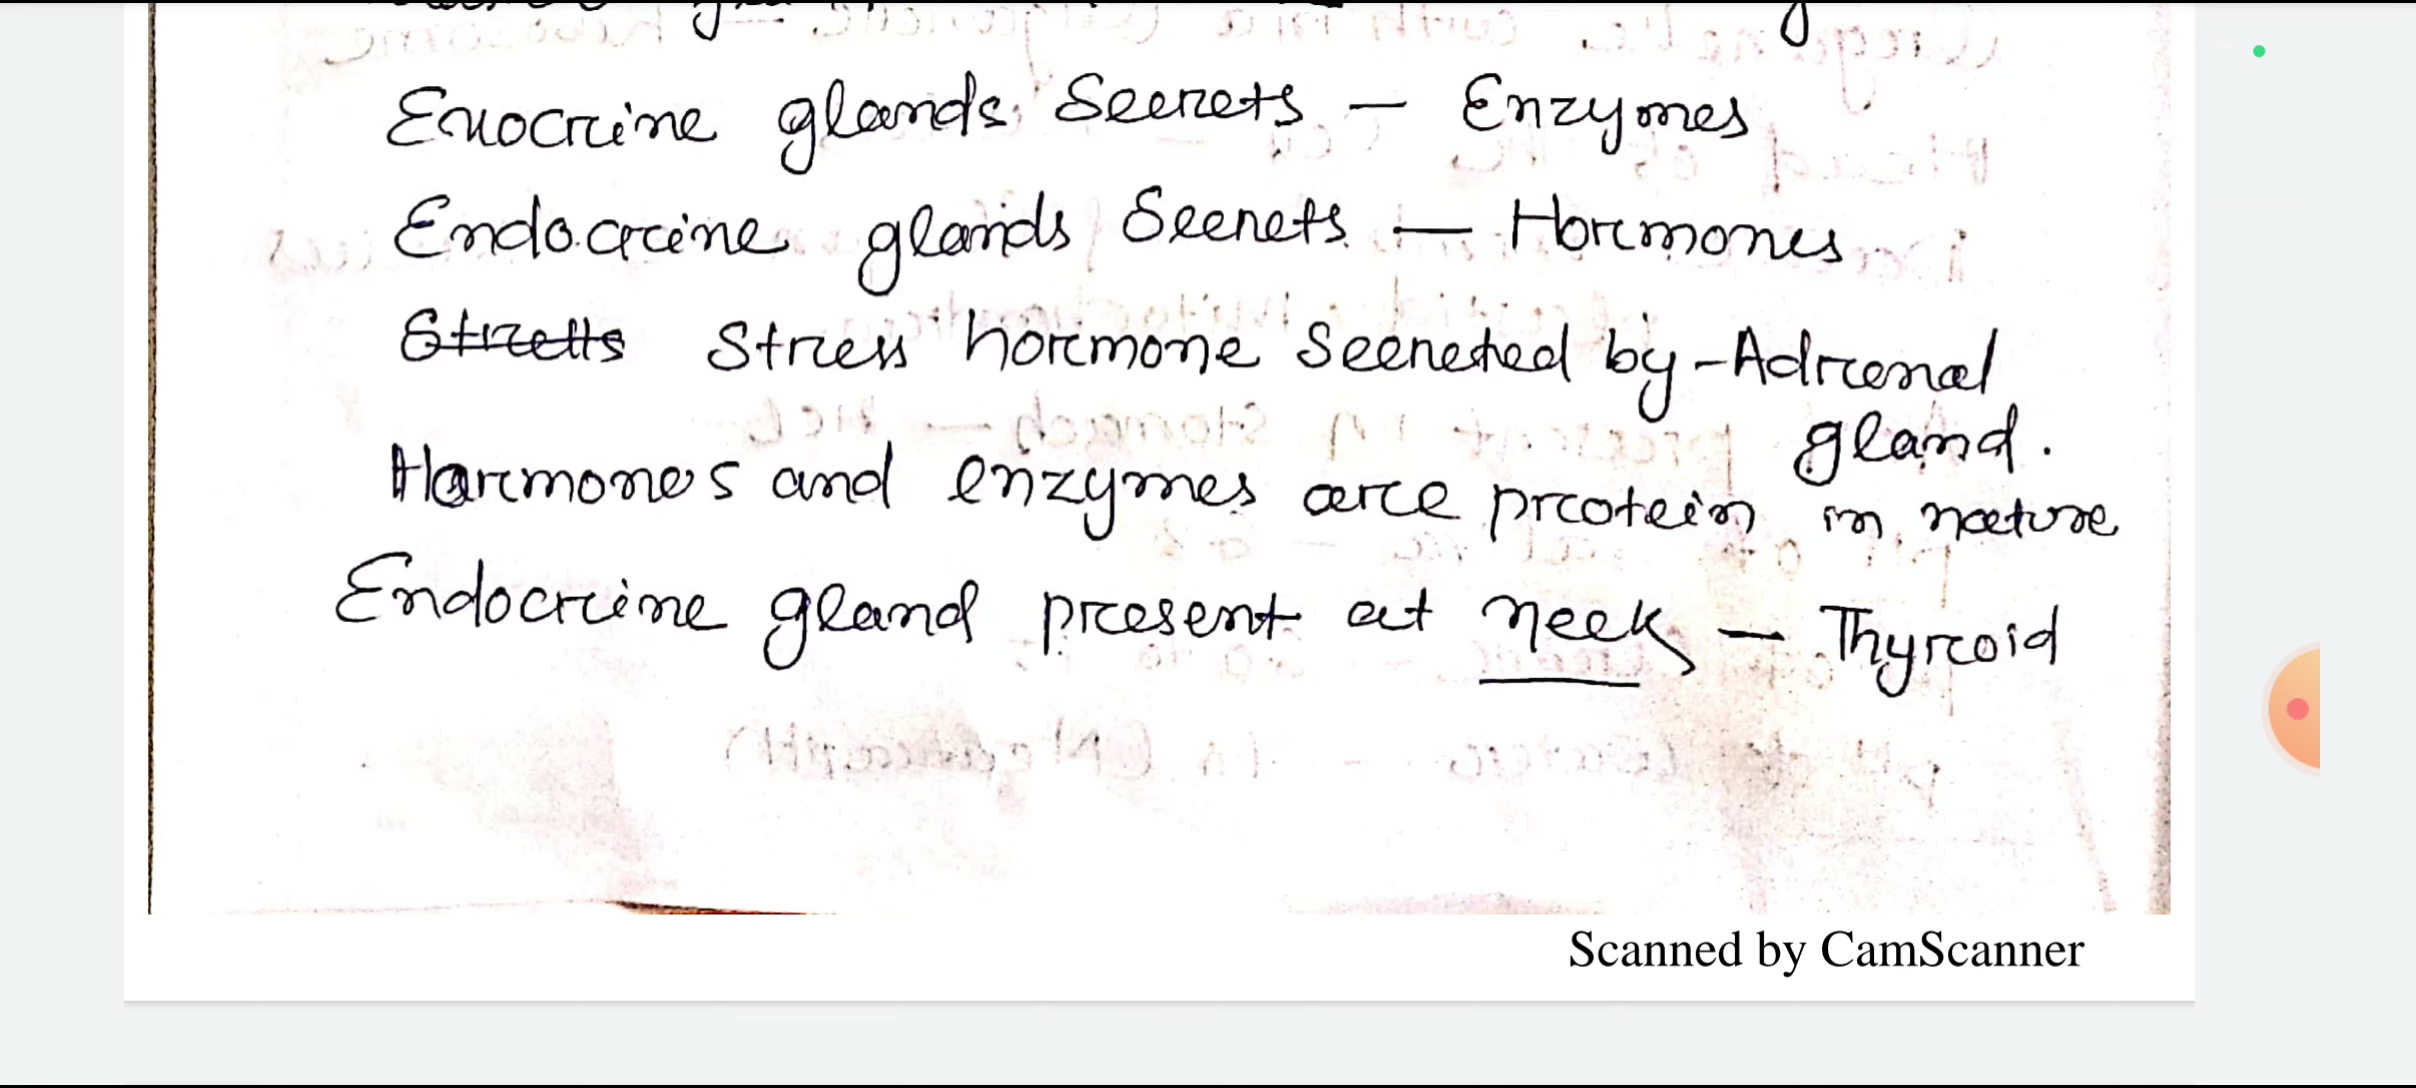 Exocrine glands Secrets - Enzymes
Endocrine glands Secrets - Hormones
Stretts Stress hormone Secreted by - Adrenal
gland.
Hormones and enzymes are protein in nature
Endocrine gland present at neck - Thyroid
Scanned by CamScanner